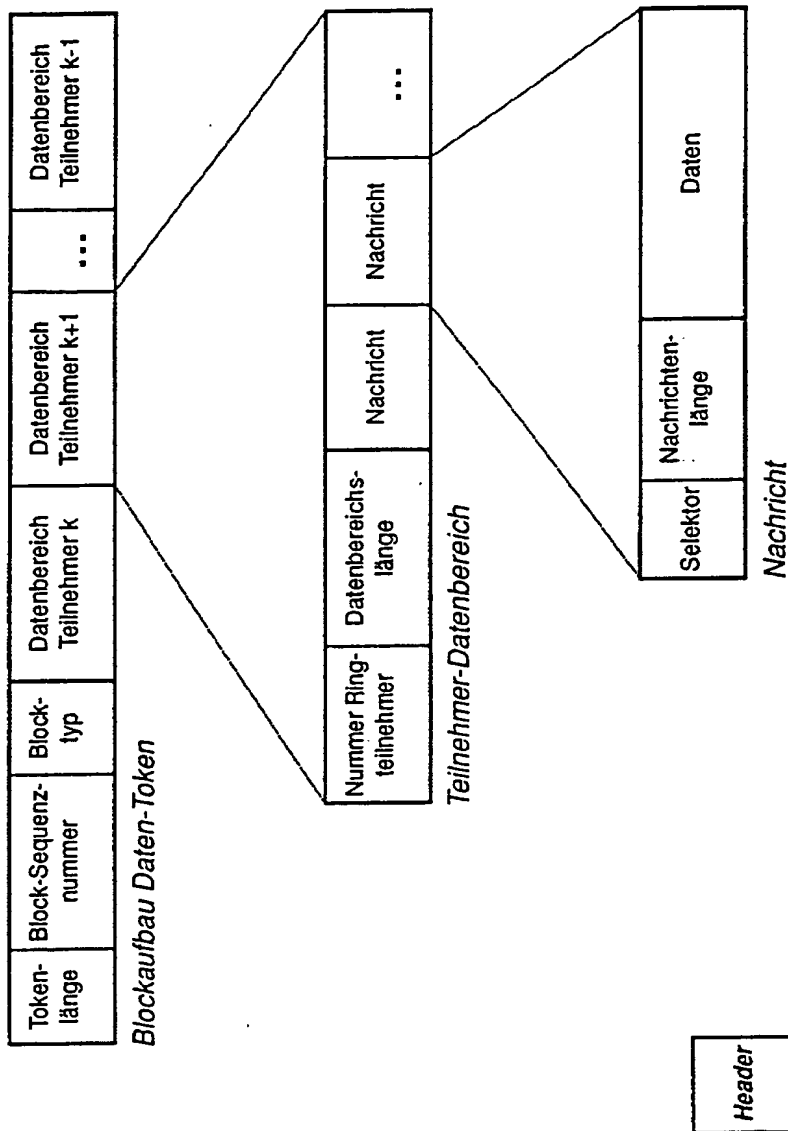 Token-
länge
Block-Sequenz-
nummer
Block-
typ
Datenbereich
Teilnehmer k
Datenbereich
Teilnehmer k+1
...
Datenbereich
Teilnehmer k-1
Blockaufbau Daten-Token
Nummer Ring-
teilnehmer
Datenbereichs-
länge
Nachricht
Nachricht
...
Teilnehmer-Datenbereich
Selektor
Nachrichten-
länge
Daten
Nachricht
Header